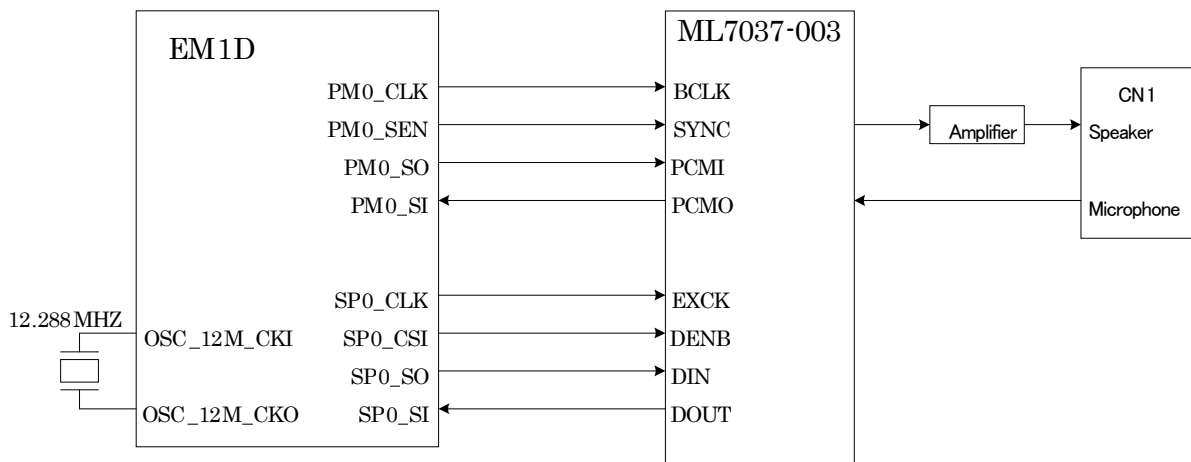 EM1D
PM0_CLK
PM0_SEN
PM0_SO
PM0_SI
SP0_CLK
SP0_CSI
SP0_SO
SP0_SI
12.288MHZ
OSC_12M_CKI
OSC_12M_CKO
ML7037-003
BCLK
SYNC
PCMI
PCMO
EXCK
DENB
DIN
DOUT
Amplifier
CN1
Speaker
Microphone